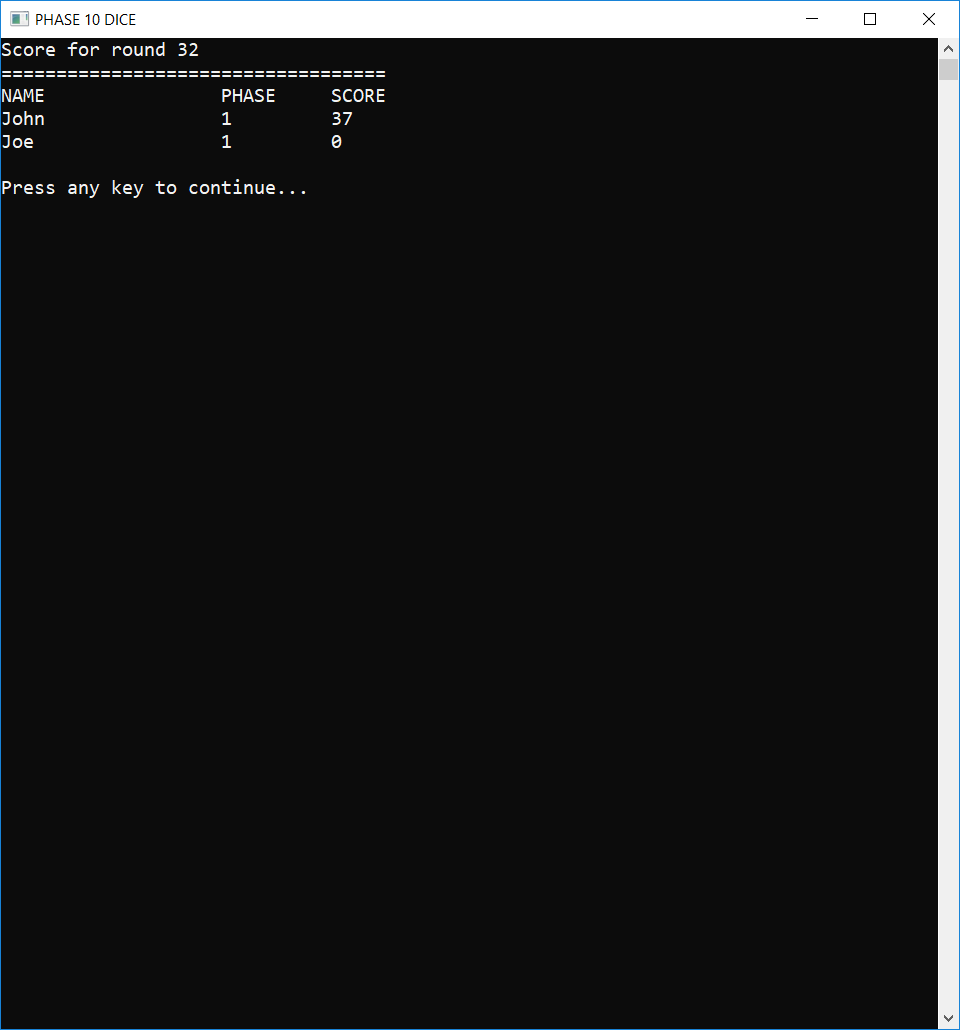 PHASE 10 DICE
Score for round 32
===================================
NAME                PHASE     SCORE
John                1         37
Joe                 1         0
Press any key to continue...